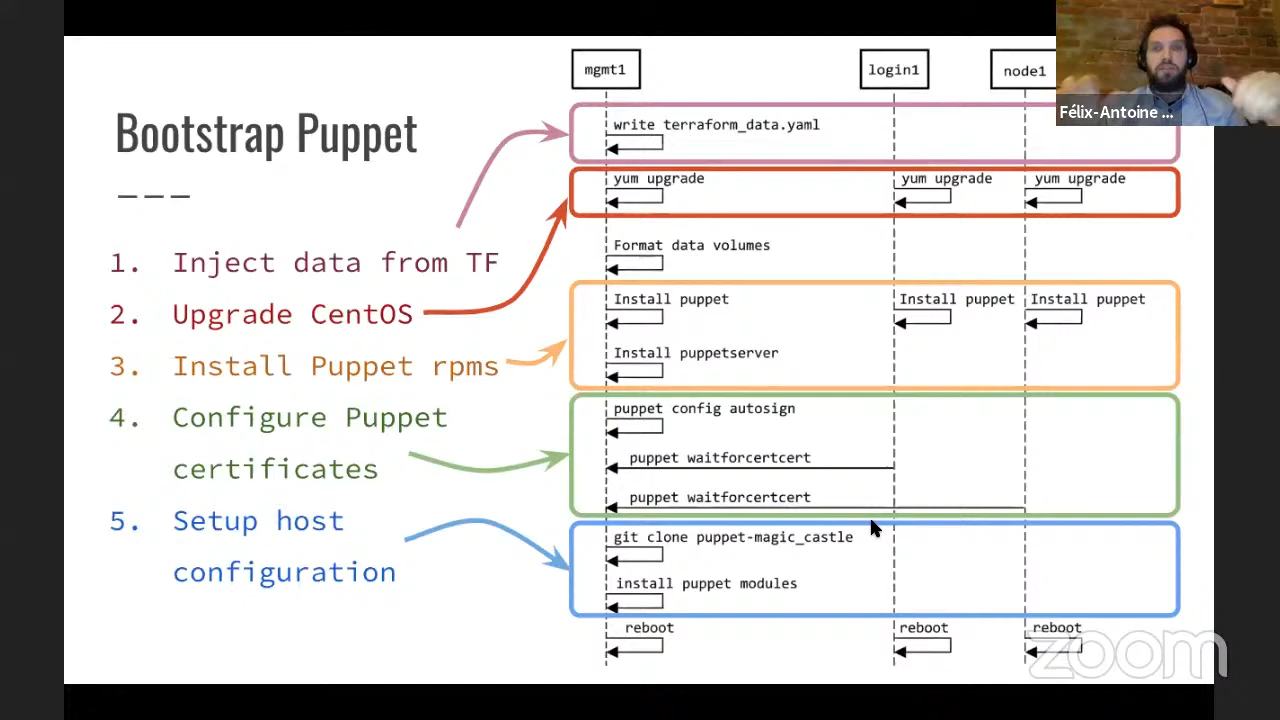 mgmt1
login1
node1
Félix-Antoine ...
Bootstrap Puppet
1. Inject data from TF
2. Upgrade CentOS
3. Install Puppet rpms
4. Configure Puppet
certificates
5. Setup host
configuration
write terraform_data.yaml
yum upgrade
yum upgrade
yum upgrade
Format data volumes
Install puppet
Install puppet
Install puppet
Install puppetserver
puppet config autosign
puppet waitforcertcert
puppet waitforcertcert
git clone puppet-magic_castle
install puppet modules
reboot
reboot
reboot
zoom